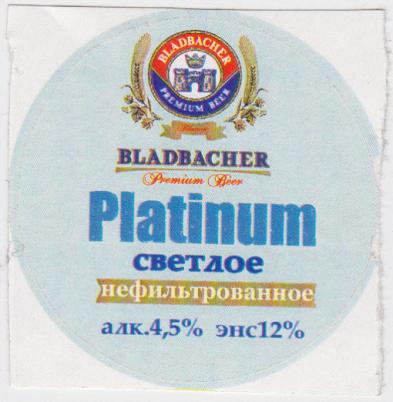 BLADBACHER
PREMIUM BEER
BLADBACHER
Premium Beer
Platinum
светлое
нефильтрованное
алк.4,5% энс12%